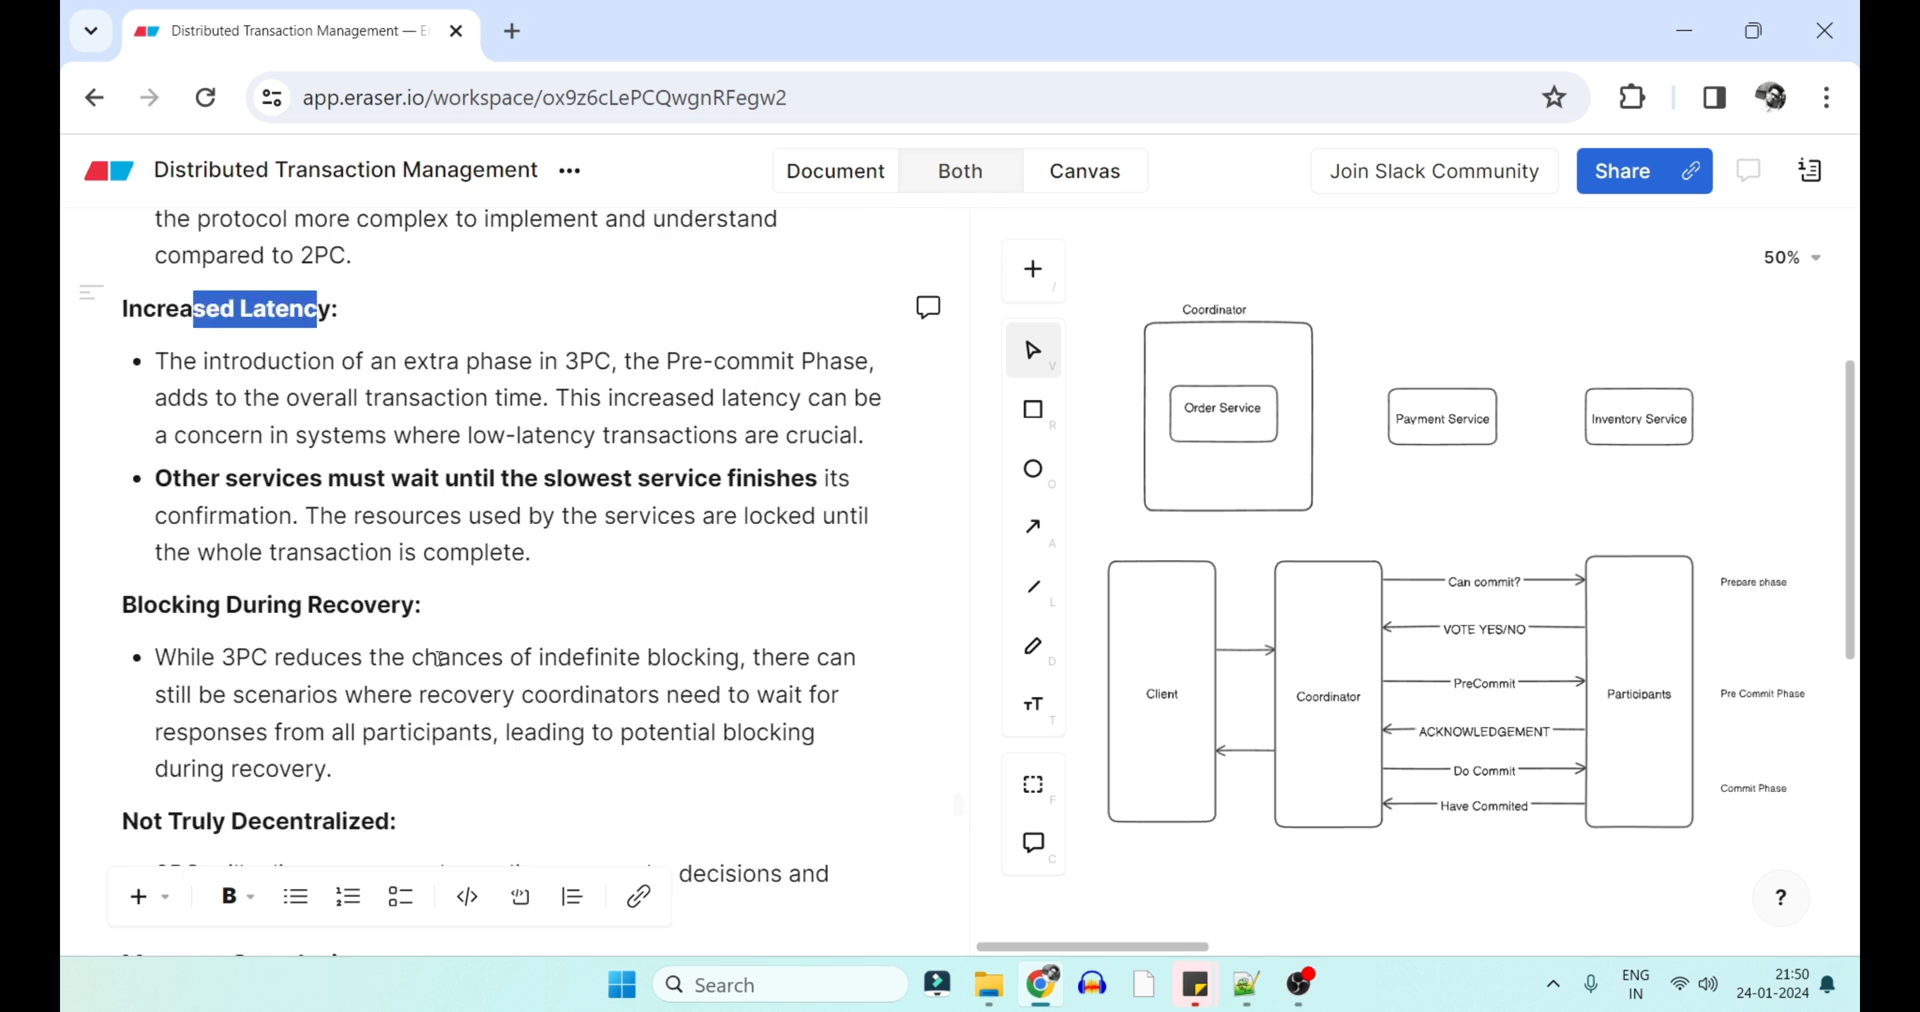 Distributed Transaction Management — E
app.eraser.io/workspace/ox9z6cLePCQwgnRFegw2
Distributed Transaction Management
Document
Both
Canvas
Join Slack Community
Share
the protocol more complex to implement and understand
compared to 2PC.
Increased Latency:
• The introduction of an extra phase in 3PC, the Pre-commit Phase,
adds to the overall transaction time. This increased latency can be
a concern in systems where low-latency transactions are crucial.
• Other services must wait until the slowest service finishes its
confirmation. The resources used by the services are locked until
the whole transaction is complete.
Blocking During Recovery:
• While 3PC reduces the chances of indefinite blocking, there can
still be scenarios where recovery coordinators need to wait for
responses from all participants, leading to potential blocking
during recovery.
Not Truly Decentralized:
decisions and
B
/
V
R
O
A
L
D
T
F
C
50%
Coordinator
Order Service
Payment Service
Inventory Service
Client
Coordinator
Participants
Can commit?
VOTE YES/NO
PreCommit
ACKNOWLEDGEMENT
Do Commit
Have Commited
Prepare phase
Pre Commit Phase
Commit Phase
?
Search
ENG
IN
21:50
24-01-2024